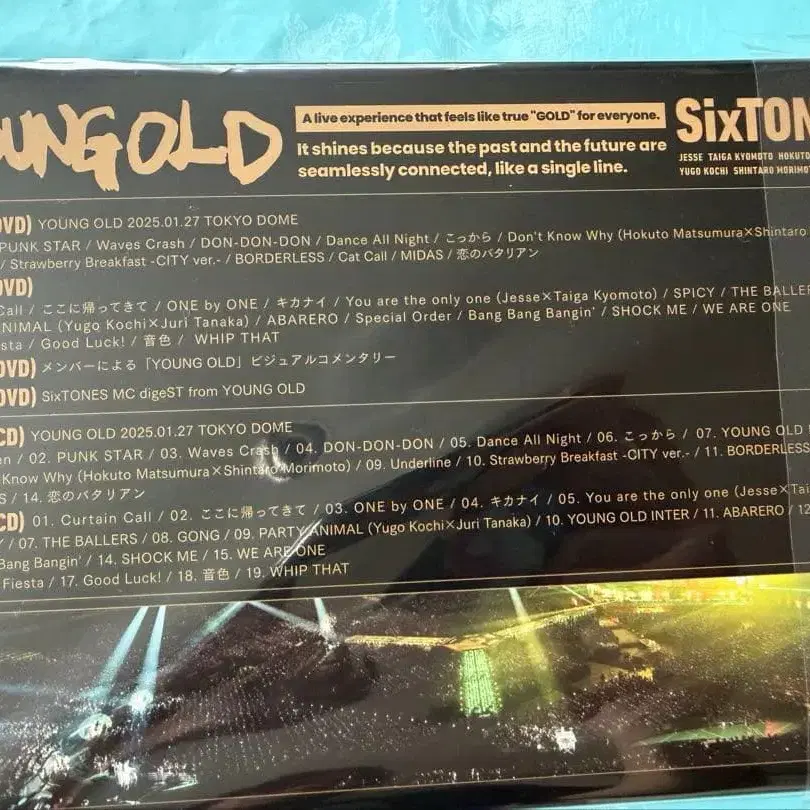 OUNG OLD
A live experience that feels like true "GOLD" for everyone.
It shines because the past and the future are
seamlessly connected, like a single line.
SixTON
JESSE TAIGA KYOMOTO HOKUTO
YUGO KOCHI SHINTARO MORIMOT
DVD) YOUNG OLD 2025.01.27 TOKYO DOME
PUNK STAR / Waves Crash / DON-DON-DON / Dance All Night / こっから / Don't Know Why (Hokuto Matsumura×Shintaro
/ Strawberry Breakfast -CITY ver.- / BORDERLESS / Cat Call / MIDAS / 恋のバタリアン
DVD)
Call / ここに帰ってきて / ONE by ONE / キカナイ / You are the only one (Jesse×Taiga Kyomoto) / SPICY / THE BALLER
NIMAL (Yugo Kochi×Juri Tanaka) / ABARERO / Special Order / Bang Bang Bangin' / SHOCK ME / WE ARE ONE
sta / Good Luck! / 音色 / WHIP THAT
DVD) メンバーによる「YOUNG OLD」ビジュアルコメンタリー
DVD) SixTONES MC digeST from YOUNG OLD
CD) YOUNG OLD 2025.01.27 TOKYO DOME
en / 02. PUNK STAR / 03. Waves Crash / 04. DON-DON-DON / 05. Dance All Night / 06. こっから / 07. YOUNG OLD
Know Why (Hokuto Matsumura×Shintaro Morimoto) / 09. Underline / 10. Strawberry Breakfast -CITY ver.- / 11. BORDERLESS
S / 14. 恋のバタリアン
CD) 01. Curtain Call / 02. ここに帰ってきて / 03. ONE by ONE / 04. キカナイ / 05. You are the only one (Jesse×Tai
/ 07. THE BALLERS / 08. GONG / 09. PARTY ANIMAL (Yugo Kochi×Juri Tanaka) / 10. YOUNG OLD INTER / 11. ABARERO / 12
Bang Bangin' / 14. SHOCK ME / 15. WE ARE ONE
Fiesta / 17. Good Luck! / 18. 音色 / 19. WHIP THAT